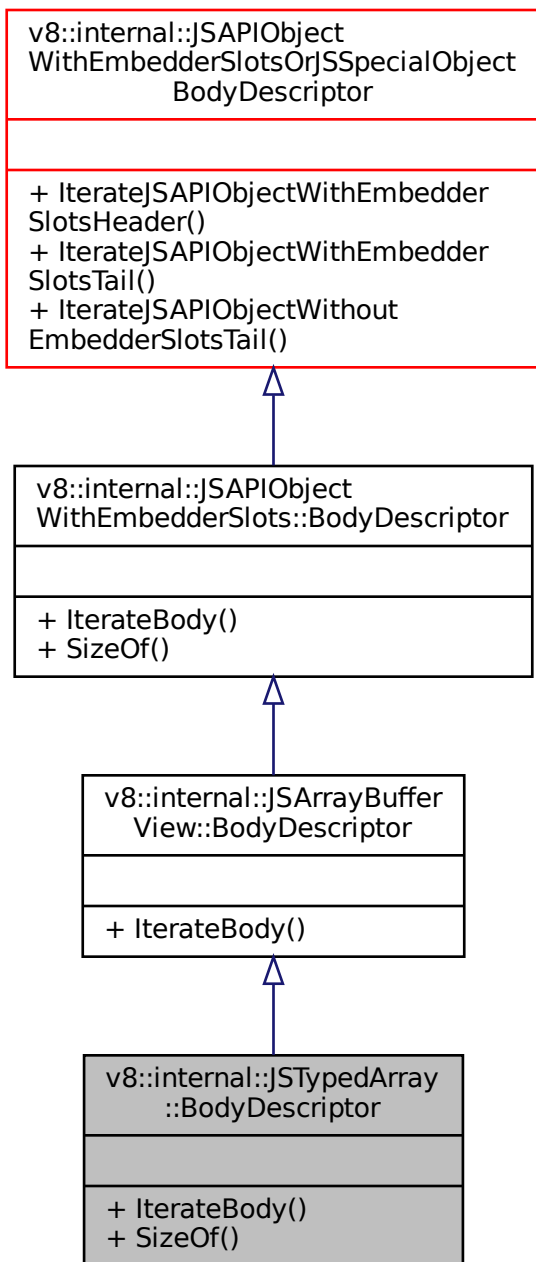 v8::internal::JSAPIObject
WithEmbedderSlotsOrJSSpecialObject
BodyDescriptor
+ IterateJSAPIObjectWithEmbedder
SlotsHeader()
+ IterateJSAPIObjectWithEmbedder
SlotsTail()
+ IterateJSAPIObjectWithout
EmbedderSlotsTail()
v8::internal::JSAPIObject
WithEmbedderSlots::BodyDescriptor
+ IterateBody()
+ SizeOf()
v8::internal::JSArrayBuffer
View::BodyDescriptor
+ IterateBody()
v8::internal::JSTypedArray
::BodyDescriptor
+ IterateBody()
+ SizeOf()